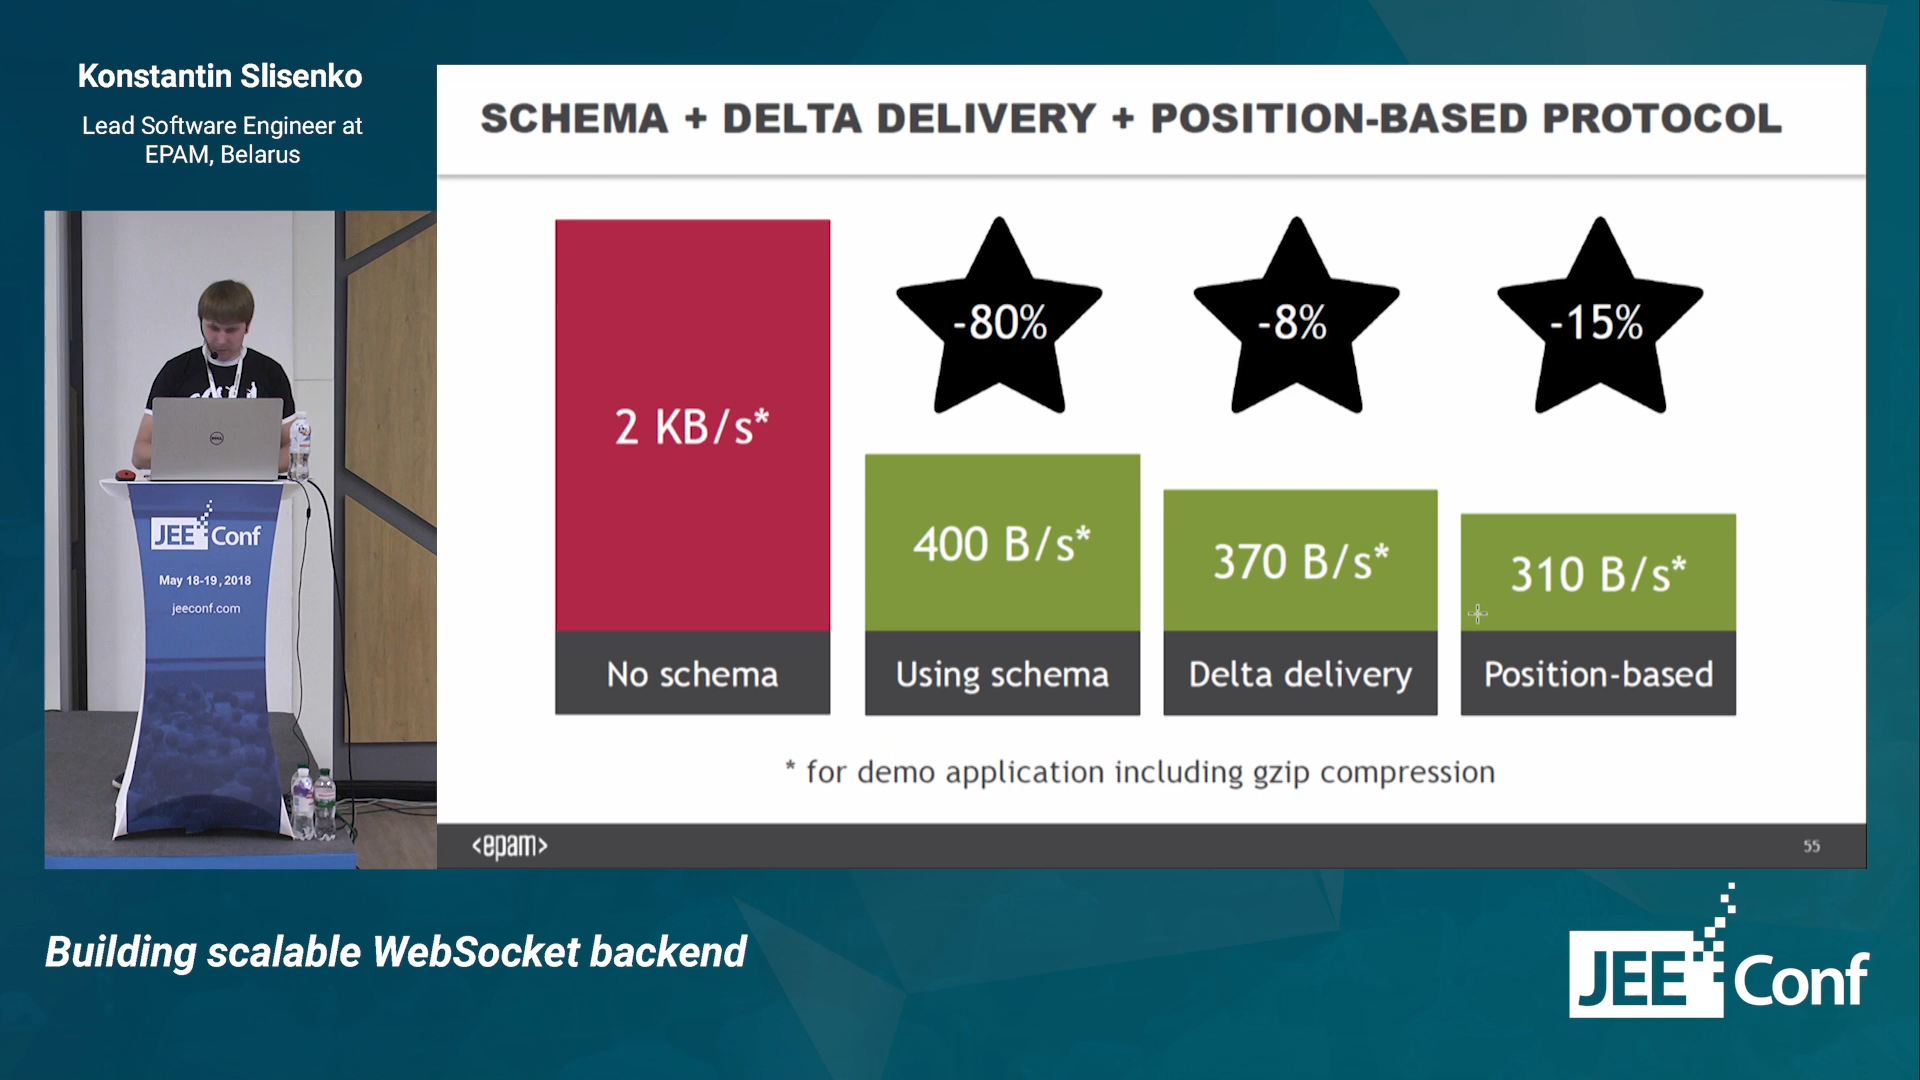 Konstantin Slisenko
Lead Software Engineer at
EPAM, Belarus
SCHEMA + DELTA DELIVERY + POSITION-BASED PROTOCOL
2 KB/s*
-80%
-8%
-15%
400 B/s*
370 B/s*
310 B/s*
No schema
Using schema
Delta delivery
Position-based
* for demo application including gzip compression
<epam>
55
DELL
JEE Conf
May 18-19, 2018
jeeconf.com
Building scalable WebSocket backend
JEE Conf